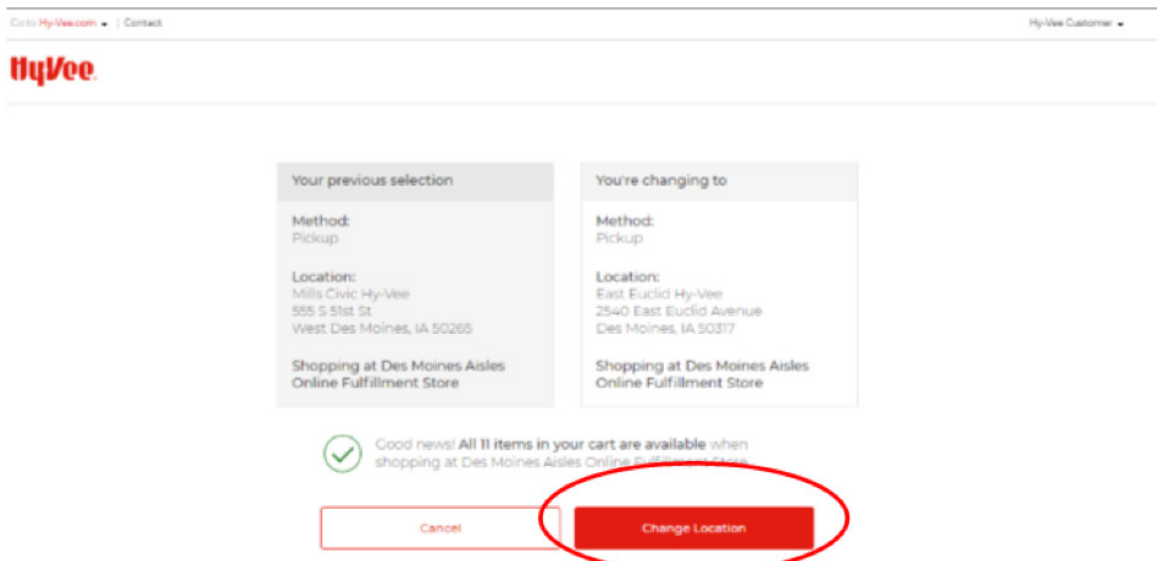 Go to Hy-Vee.com | Contact
Hy-Vee Customer
HyVee
Your previous selection
Method:
Pickup
Location:
Mills Civic Hy-Vee
555 S 51st St
West Des Moines, IA 50265
Shopping at Des Moines Aisles
Online Fulfillment Store
You're changing to
Method:
Pickup
Location:
East Euclid Hy-Vee
2540 East Euclid Avenue
Des Moines, IA 50317
Shopping at Des Moines Aisles
Online Fulfillment Store
Good news! All 11 items in your cart are available when
shopping at Des Moines Aisles Online Fulfillment Store
Cancel
Change Location